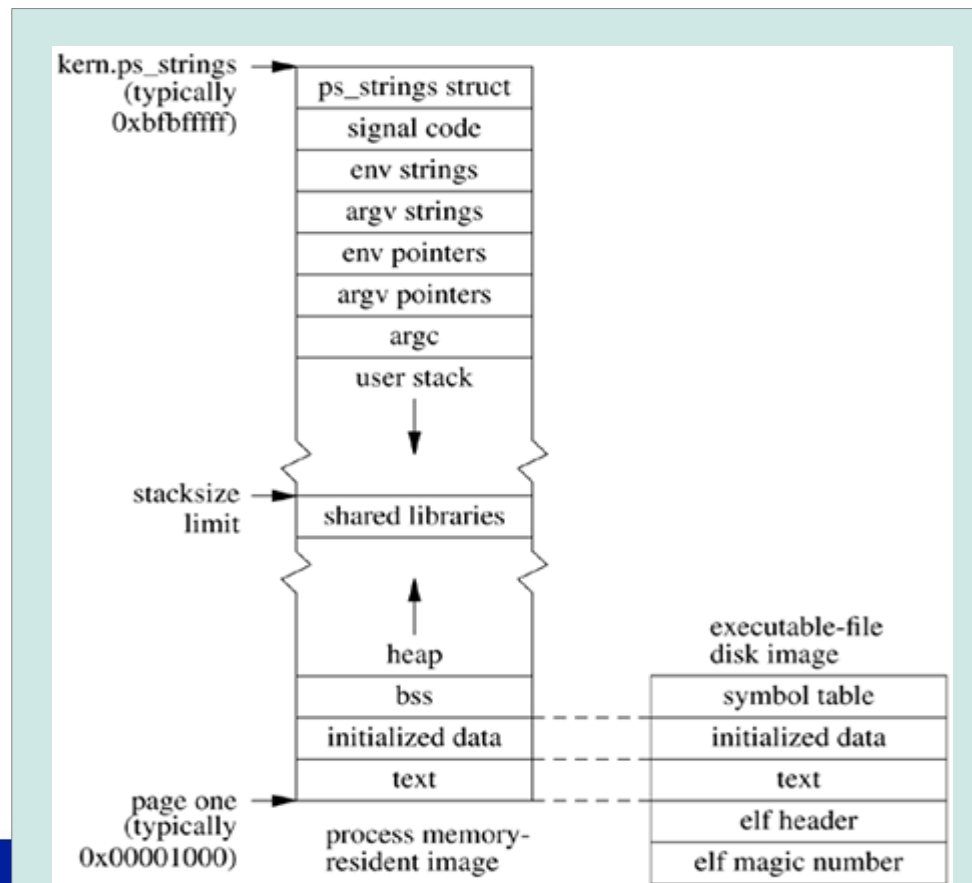 kern.ps_strings
(typically
0xbfbfffff)
ps_strings struct
signal code
env strings
argv strings
env pointers
argv pointers
argc
user stack
stacksize
limit
shared libraries
heap
bss
initialized data
text
page one
(typically
0x00001000)
process memory-
resident image
executable-file
disk image
symbol table
initialized data
text
elf header
elf magic number